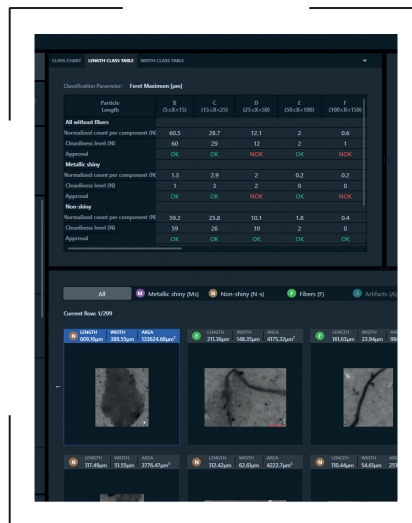 CLASS CHART LENGTH CLASS TABLE WIDTH CLASS TABLE
Classification Parameter: Feret Maximum [µm]
Particle Length B (5≤X<15) C (15≤X<25) D (25≤X<50) E (50≤X<100) F (100≤X<150)
All without fibers
Normalized count per component (N) 60.5 28.7 12.1 2 0.6
Cleanliness level (N) 60 29 12 2 1
Approval OK OK NOK OK NOK
Metallic shiny
Normalized count per component (N) 1.3 2.9 2 0.2 0.2
Cleanliness level (N) 1 3 2 0 0
Approval OK OK NOK OK NOK
Non-shiny
Normalized count per component (N) 59.2 25.8 10.1 1.8 0.4
Cleanliness level (N) 59 26 10 2 0
Approval OK OK OK OK OK
All M Metallic shiny (Ms) N Non-shiny (N-s) F Fibers (F) A Artifacts (A)
Current Row: 1/209
N LENGTH 609.16µm WIDTH 388.55µm AREA 133624.68µm² F LENGTH 211.36µm WIDTH 148.35µm AREA 4175.32µm² F LENGTH 161.63µm WIDTH 23.94µm AREA 984
1
N LENGTH 117.49µm WIDTH 51.55µm AREA 3776.47µm² N LENGTH 112.42µm WIDTH 62.61µm AREA 4222.7µm² N LENGTH 110.44µm WIDTH 54.61µm AREA 251